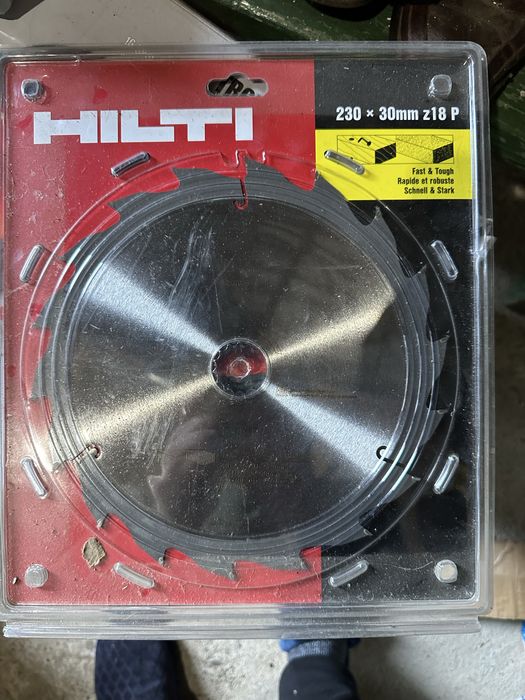 HILTI
230 × 30mm z18 P
Fast & Tough
Rapide et robuste
Schnell & Stark